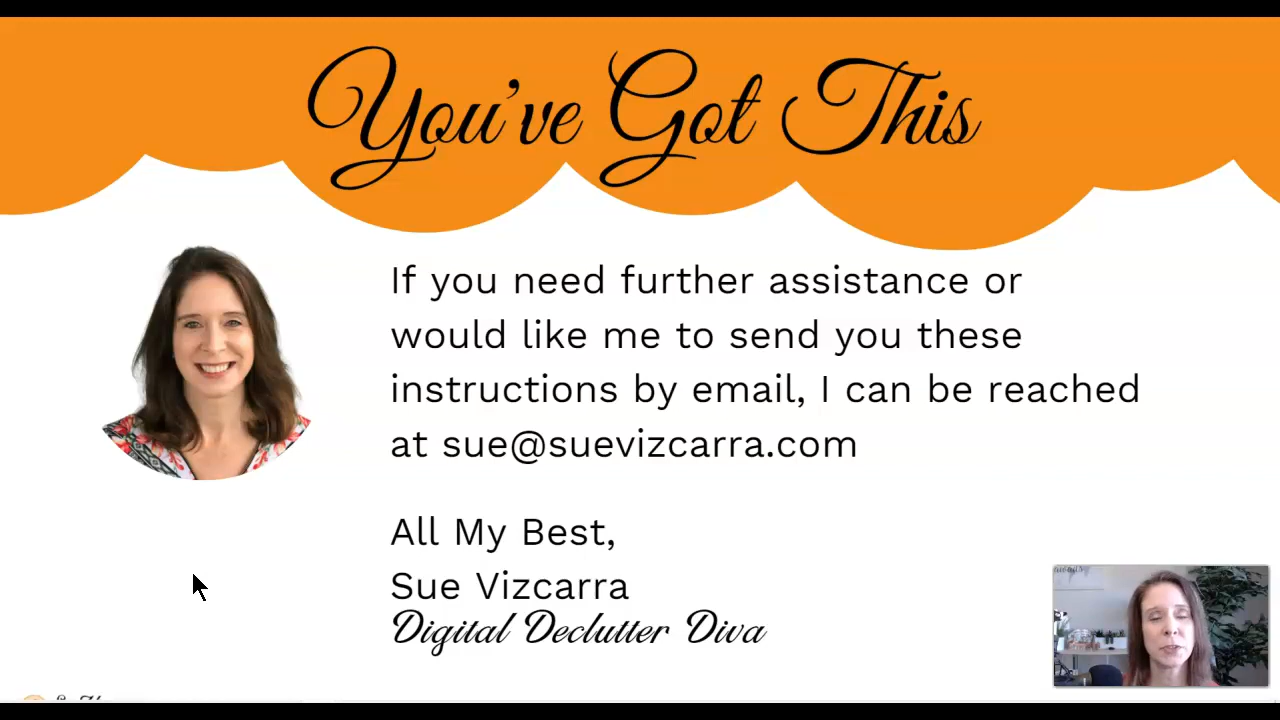 You've Got This
If you need further assistance or
would like me to send you these
instructions by email, I can be reached
at sue@suevizcarra.com
All My Best,
Sue Vizcarra
Digital Declutter Diva